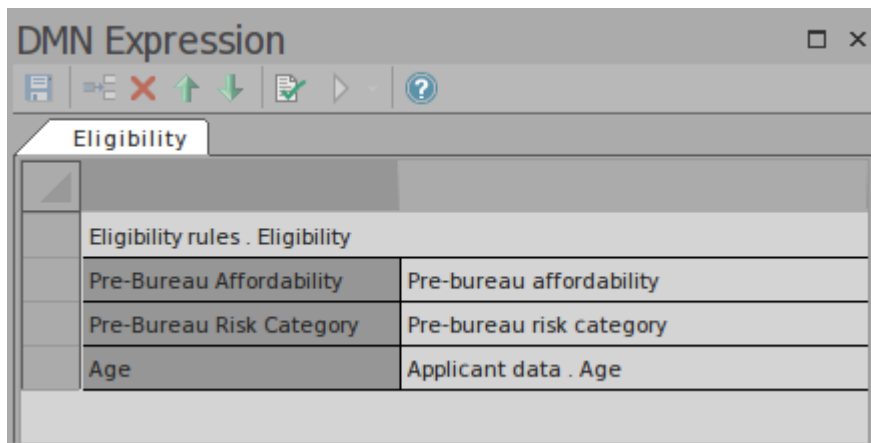 DMN Expression
Eligibility
Eligibility rules . Eligibility
Pre-Bureau Affordability Pre-bureau affordability
Pre-Bureau Risk Category Pre-bureau risk category
Age Applicant data . Age